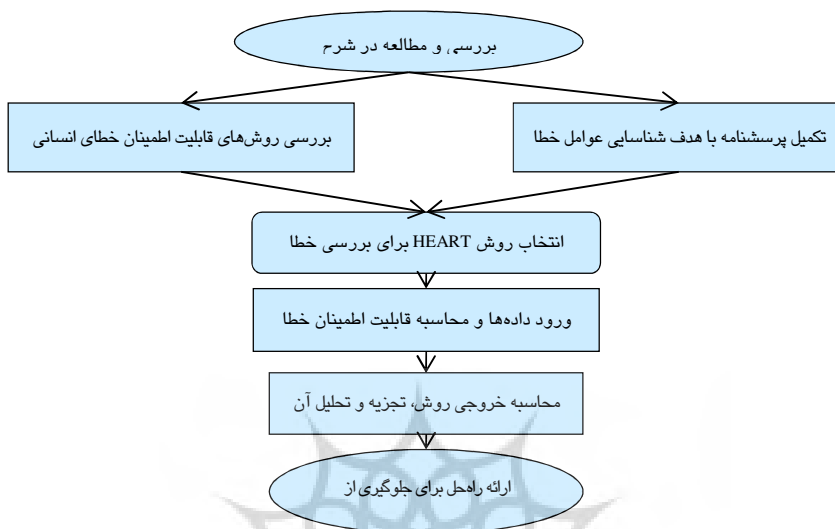 بررسی و مطالعه در شرح
تکمیل پرسشنامه با هدف شناسایی عوامل خطا
بررسی روش‌های قابلیت اطمینان خطای انسانی
انتخاب روش HEART برای بررسی خطا
ورود داده‌ها و محاسبه قابلیت اطمینان خطا
محاسبه خروجی روش، تجزیه و تحلیل آن
ارائه راه‌حل برای جلوگیری از